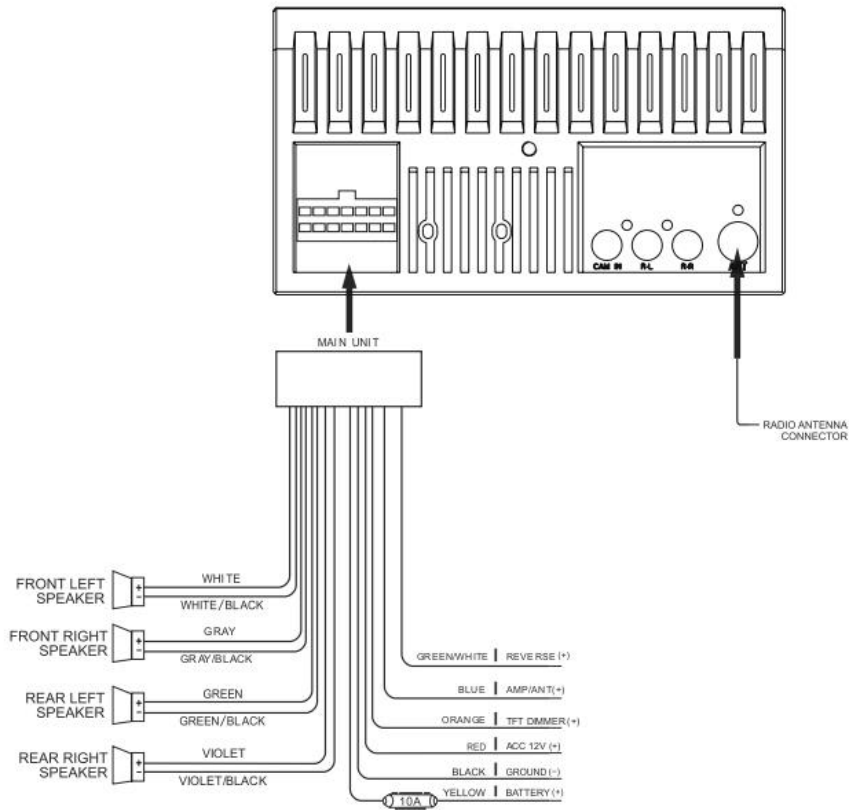 CAM IN
R-L
R-R
ANT
MAIN UNIT
RADIO ANTENNA
CONNECTOR
FRONT LEFT
SPEAKER
+
−
WHITE
WHITE/BLACK
FRONT RIGHT
SPEAKER
+
−
GRAY
GRAY/BLACK
REAR LEFT
SPEAKER
+
−
GREEN
GREEN/BLACK
REAR RIGHT
SPEAKER
+
−
VIOLET
VIOLET/BLACK
GREEN/WHITE | REVERSE (+)
BLUE | AMP/ANT(+)
ORANGE | TFT DIMMER(+)
RED | ACC 12V (+)
BLACK | GROUND(−)
10A YELLOW | BATTERY(+)